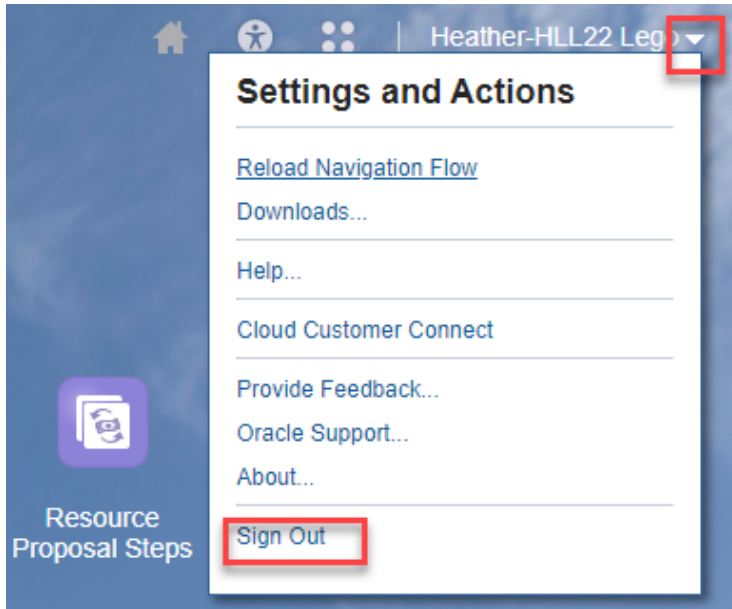 Heather-HLL22 Lego
Settings and Actions
Reload Navigation Flow
Downloads...
Help...
Cloud Customer Connect
Provide Feedback...
Oracle Support...
About...
Sign Out
Resource
Proposal Steps